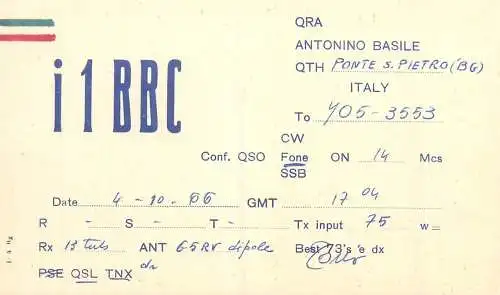 QRA
ANTONINO BASILE
QTH PONTE S. PIETRO (BG)
ITALY
i1BBC
To YO5-3553
CW
Conf. QSO Fone ON 14 Mcs
SSB
Date 4-10-66 GMT 17 04
R - S - T - Tx input 75 w=
Rx 13 tubs ANT G5RV dipole
Best 73's e dx
PSE QSL TNX dr